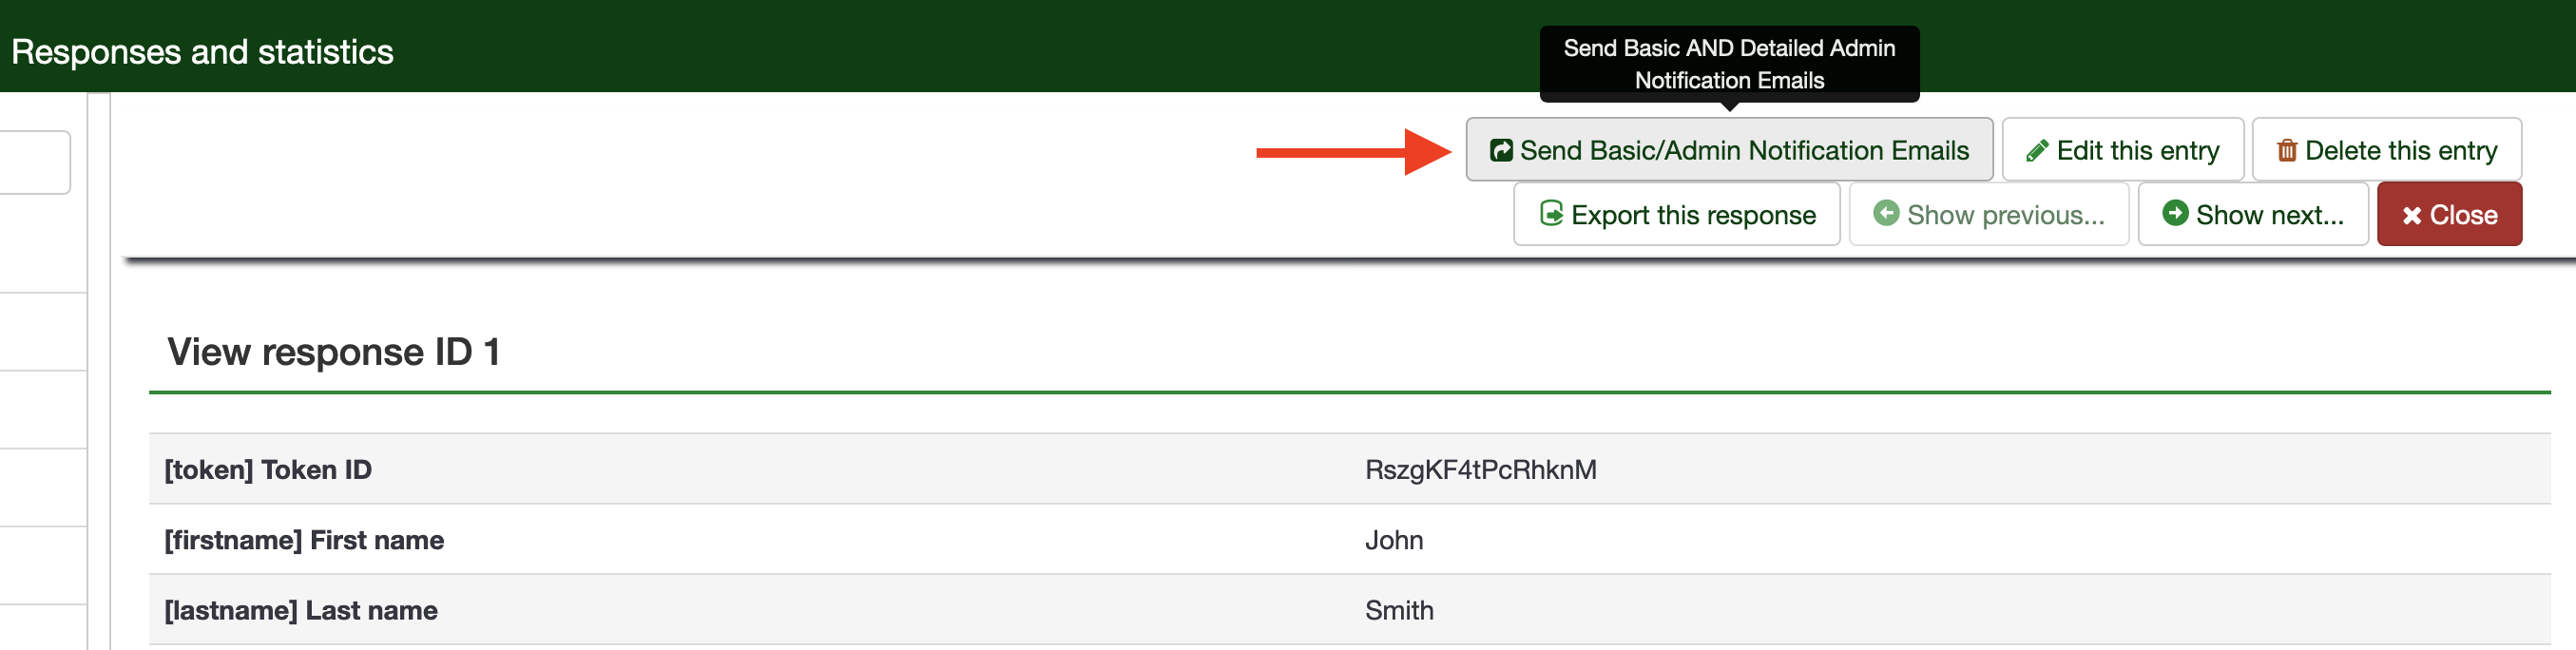 Responses and statistics
Send Basic AND Detailed Admin
Notification Emails
Send Basic/Admin Notification Emails
Edit this entry
Delete this entry
Export this response
Show previous...
Show next...
Close
View response ID 1
[token] Token ID
RszgKF4tPcRhknM
[firstname] First name
John
[lastname] Last name
Smith